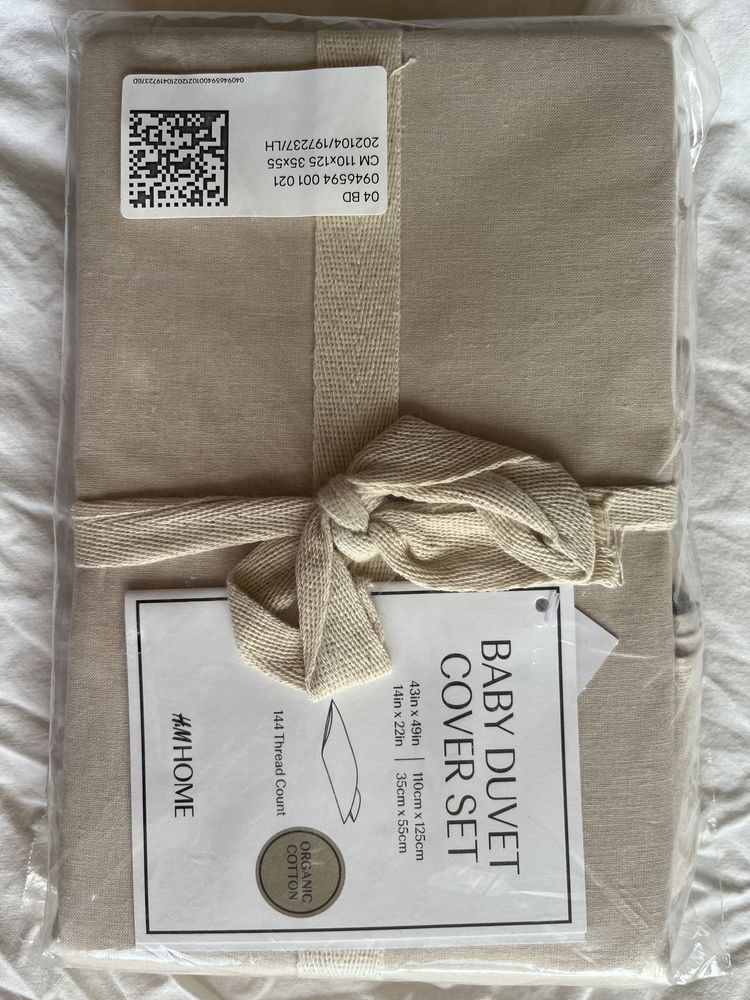 04 BD
0946594 001 021
CM 110x125 35x55
202104/197237/LH
BABY DUVET
COVER SET
43in x 49in | 110cm x 125cm
14in x 22in | 35cm x 55cm
144 Thread Count
ORGANIC
COTTON
H&M HOME